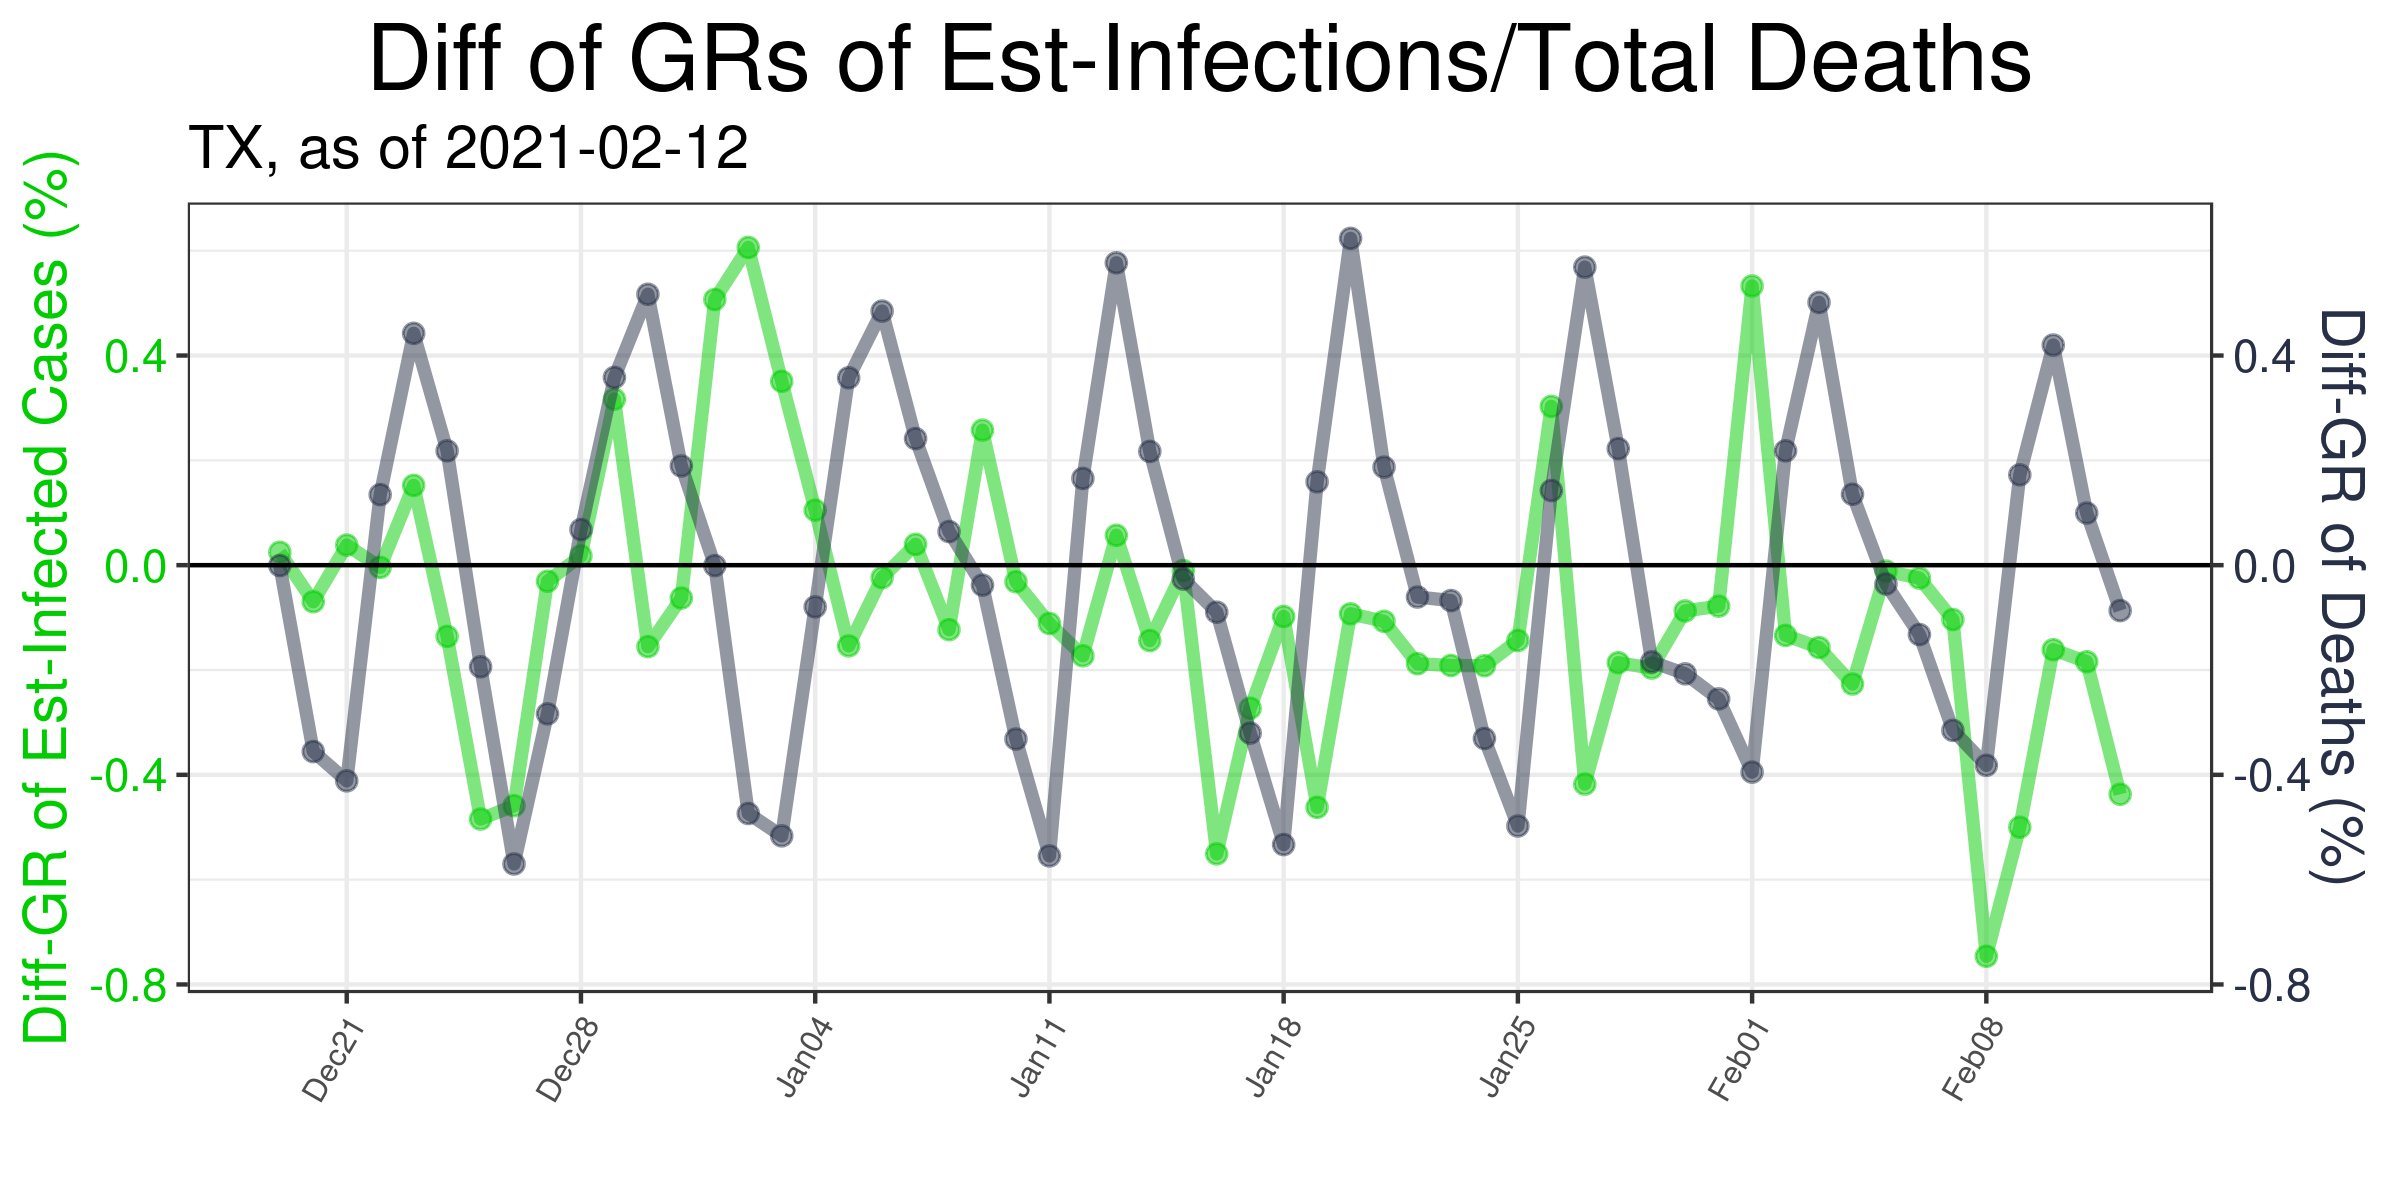 Diff of GRs of Est-Infections/Total Deaths
TX, as of 2021-02-12
Diff-GR of Est-Infected Cases (%)
0.4
0.0
-0.4
-0.8
0.4
0.0
-0.4
-0.8
Diff-GR of Deaths (%)
Dec21
Dec28
Jan04
Jan11
Jan18
Jan25
Feb01
Feb08